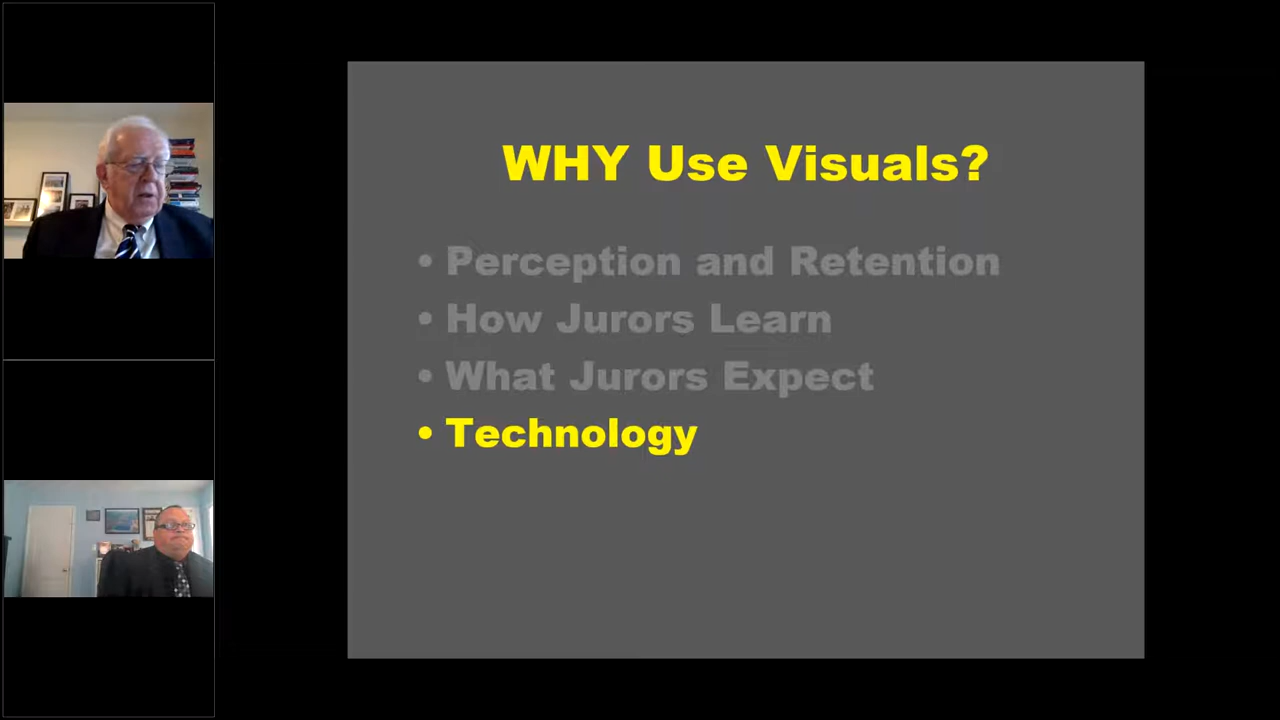 WHY Use Visuals?
• Perception and Retention
• How Jurors Learn
• What Jurors Expect
• Technology